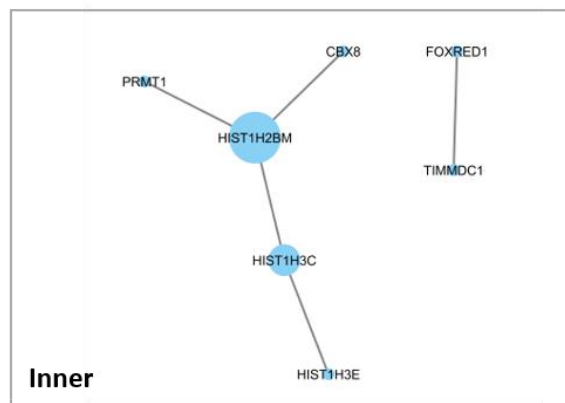 CBX8
FOXRED1
PRMT1
HIST1H2BM
TIMMDC1
HIST1H3C
HIST1H3E
Inner